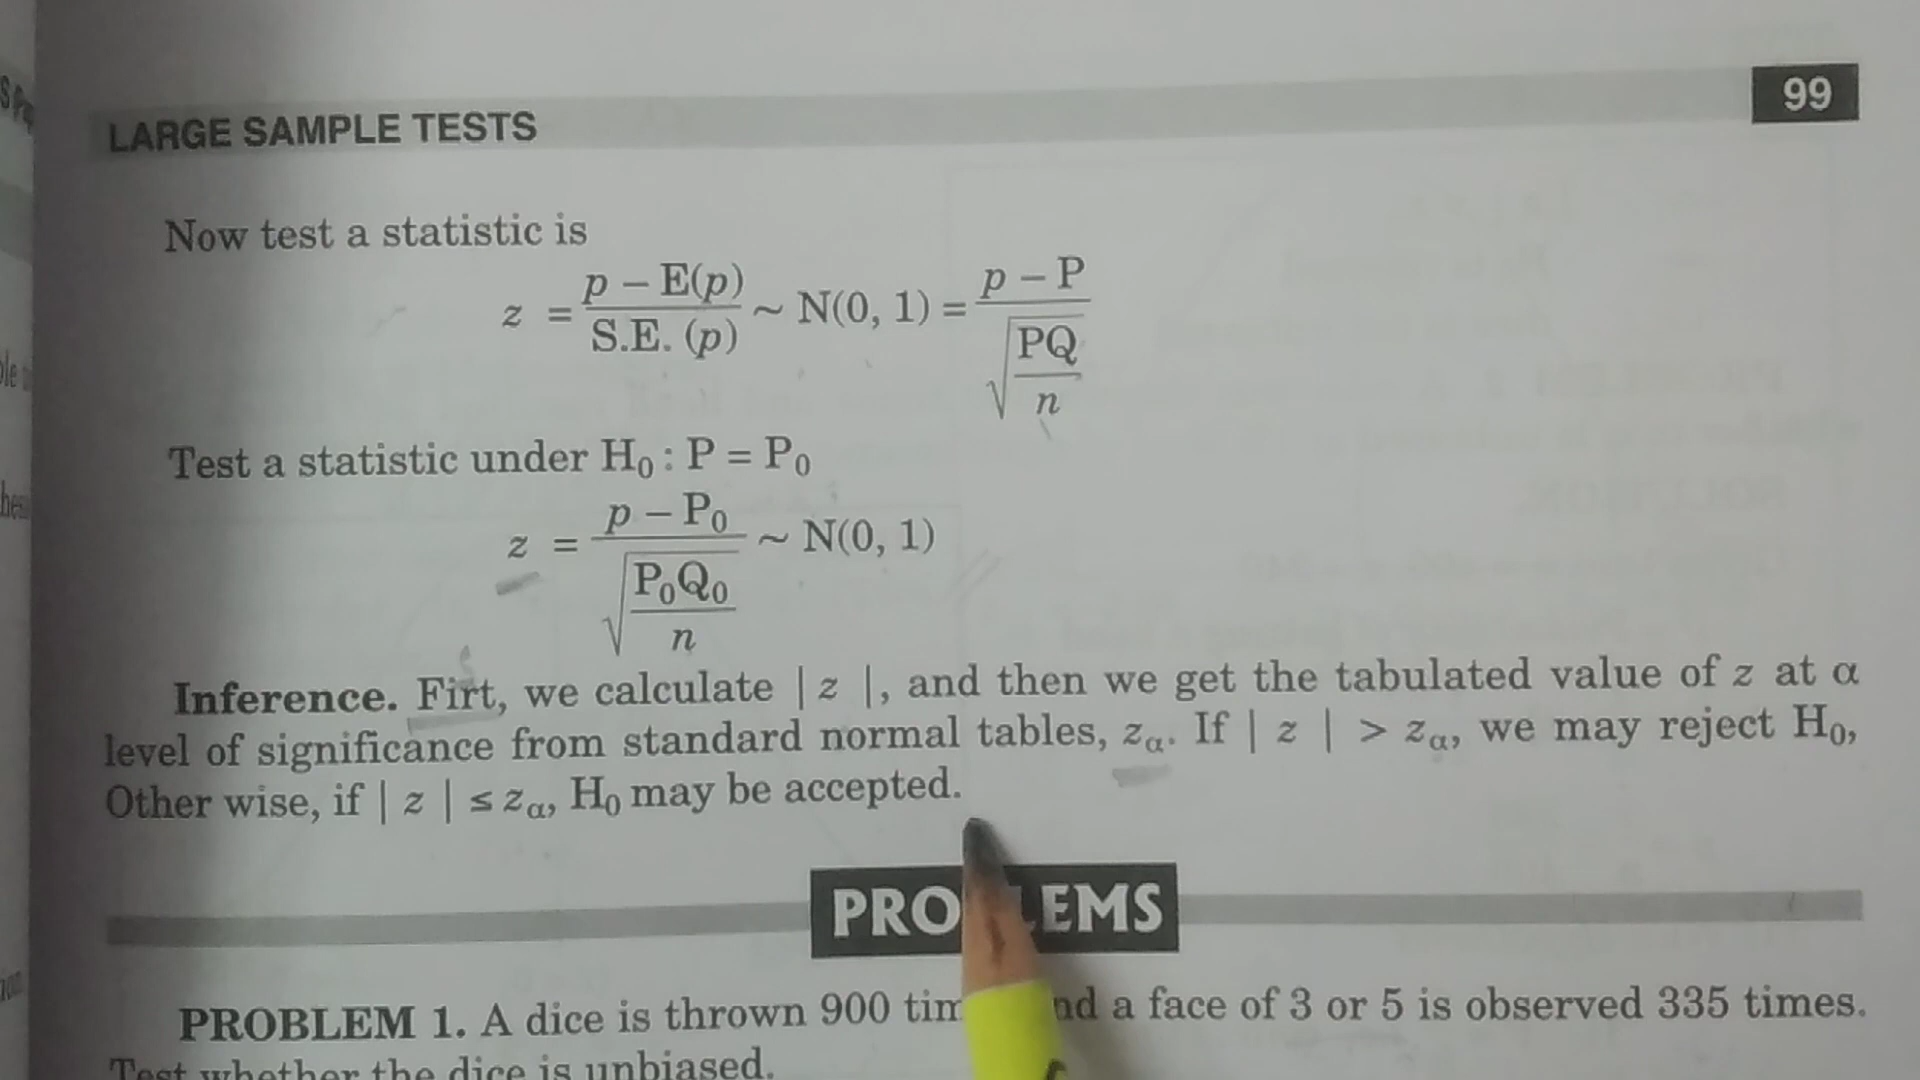 99
LARGE SAMPLE TESTS
Now test a statistic is
z = p – E(p) / S.E. (p) ~ N(0, 1) = p – P / √(PQ / n)
Test a statistic under H₀ : P = P₀
z = p – P₀ / √(P₀Q₀ / n) ~ N(0, 1)
Inference. Firt, we calculate | z |, and then we get the tabulated value of z at α
level of significance from standard normal tables, zα. If | z | > zα, we may reject H₀,
Other wise, if | z | ≤ zα, H₀ may be accepted.
PRO EMS
PROBLEM 1. A dice is thrown 900 tim nd a face of 3 or 5 is observed 335 times.
Test whether the dice is unbiased.